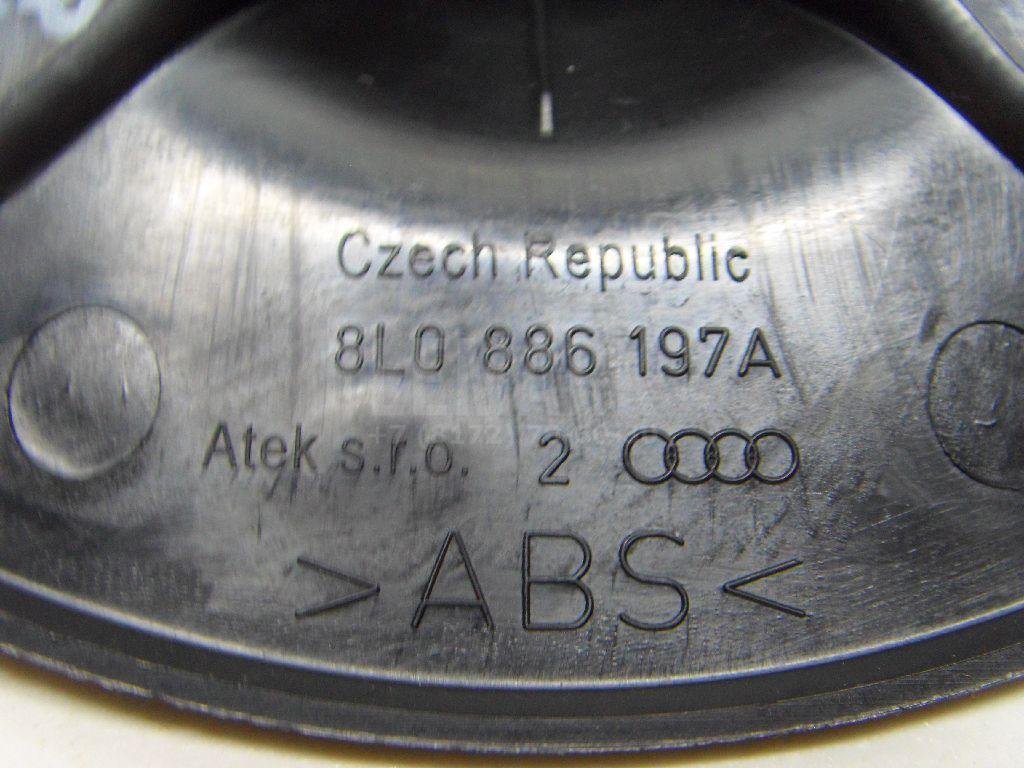 Czech Republic
8L0 886 197A
Atek s.r.o. 2
>ABS<